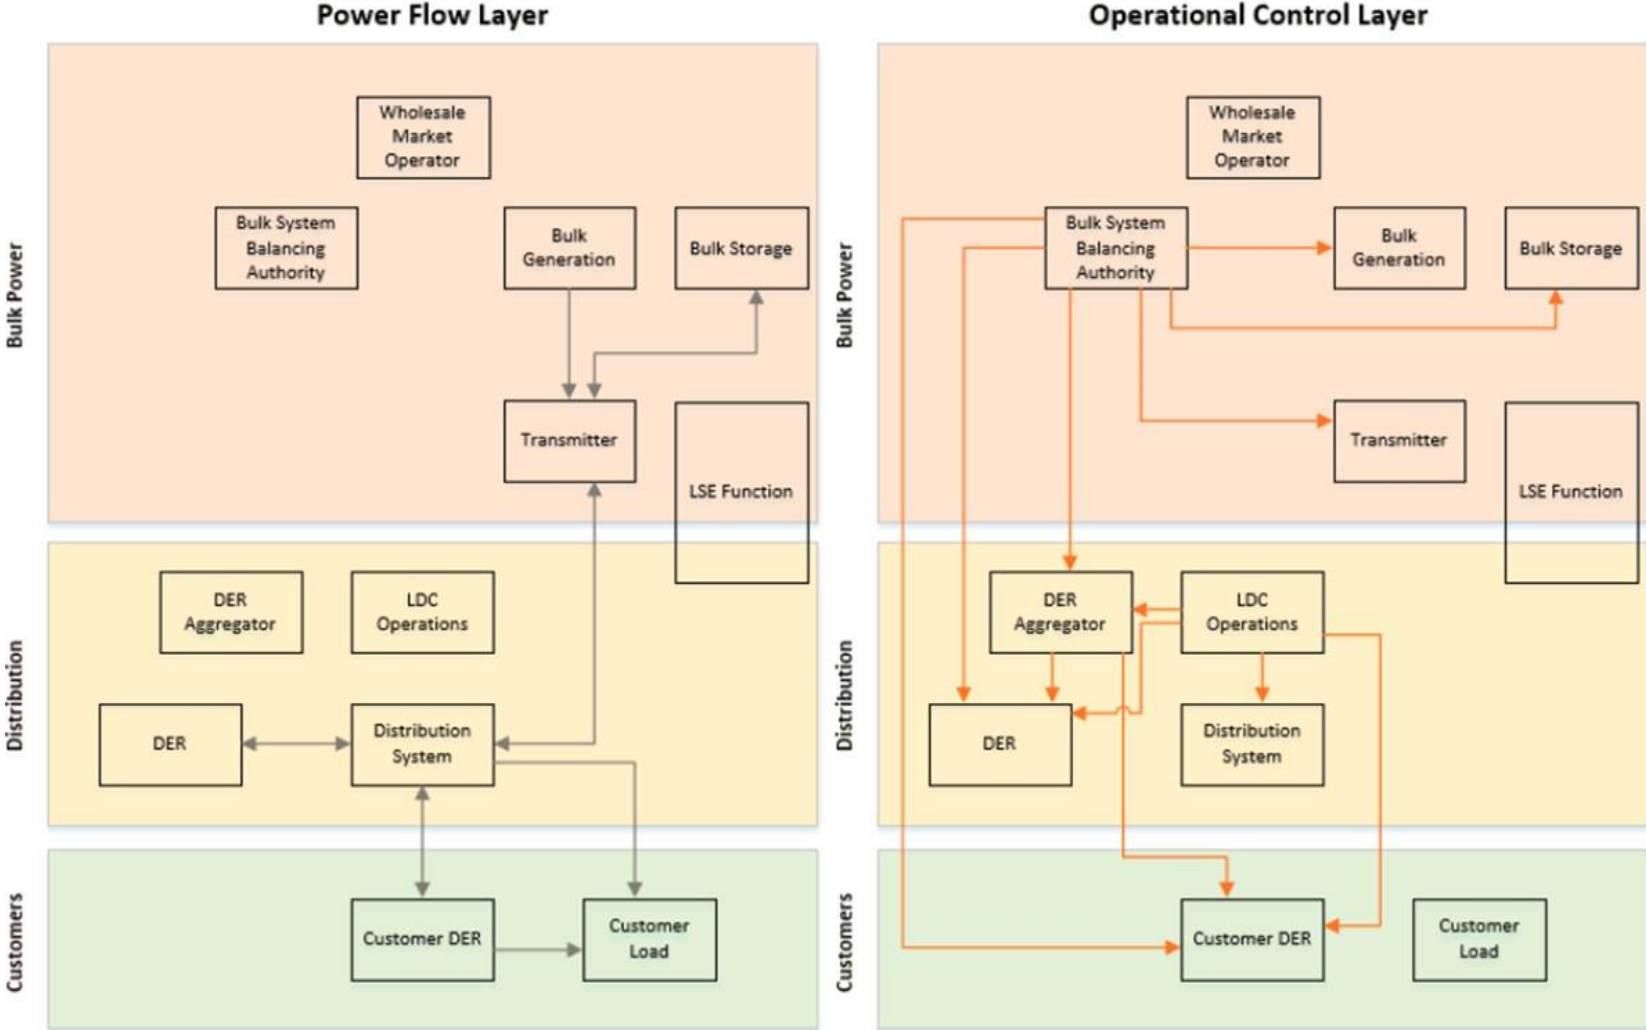 Power Flow Layer
Bulk Power
Wholesale
Market
Operator
Bulk System
Balancing
Authority
Bulk
Generation
Bulk Storage
Transmitter
LSE Function
Distribution
DER
Aggregator
LDC
Operations
DER
Distribution
System
Customers
Customer DER
Customer
Load
Operational Control Layer
Bulk Power
Wholesale
Market
Operator
Bulk System
Balancing
Authority
Bulk
Generation
Bulk Storage
Transmitter
LSE Function
Distribution
DER
Aggregator
LDC
Operations
DER
Distribution
System
Customers
Customer DER
Customer
Load